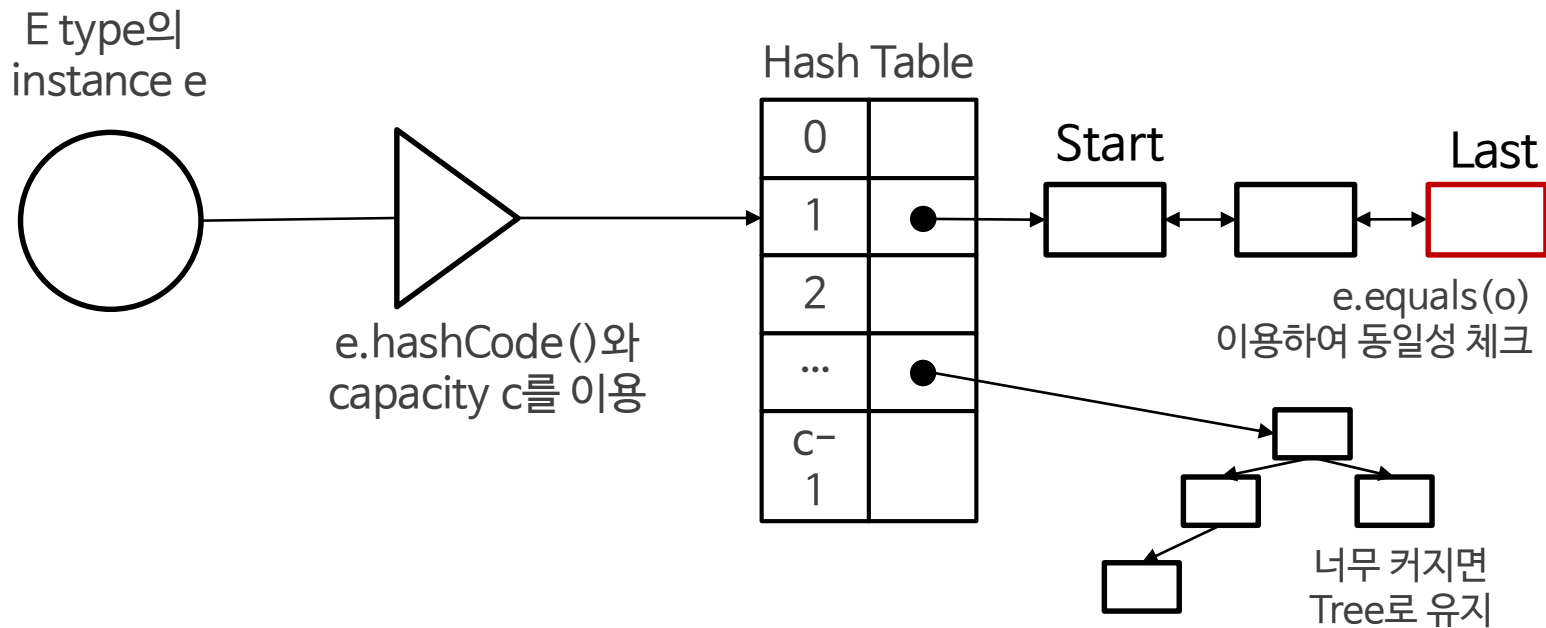 E type의
instance e
Hash Table
0
1
2
...
c-
1
Start
Last
e.hashCode()와
capacity c를 이용
e.equals(o)
이용하여 동일성 체크
너무 커지면
Tree로 유지